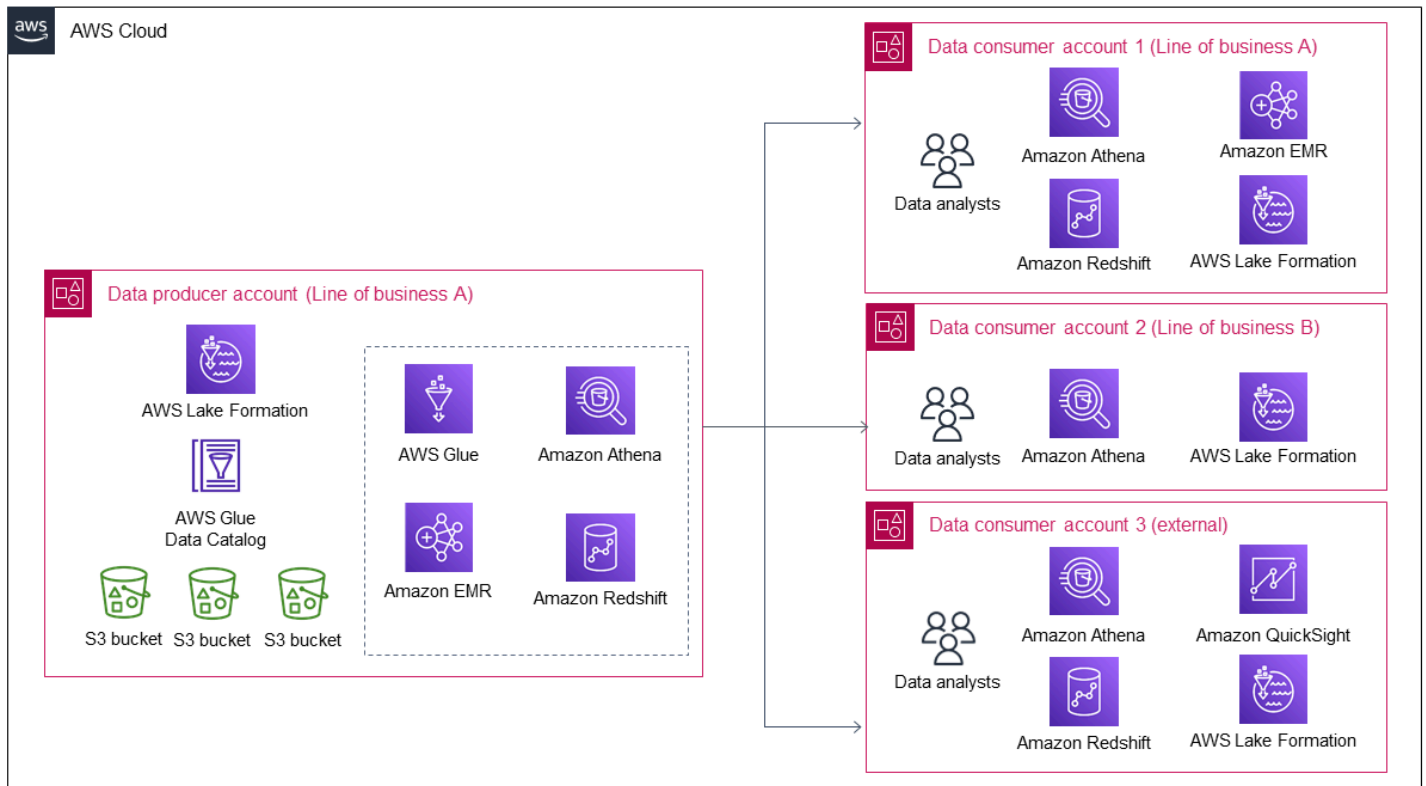 aws
AWS Cloud
Data producer account (Line of business A)
AWS Lake Formation
AWS Glue
Data Catalog
S3 bucket
S3 bucket
S3 bucket
AWS Glue
Amazon Athena
Amazon EMR
Amazon Redshift
Data consumer account 1 (Line of business A)
Data analysts
Amazon Athena
Amazon EMR
Amazon Redshift
AWS Lake Formation
Data consumer account 2 (Line of business B)
Data analysts
Amazon Athena
AWS Lake Formation
Data consumer account 3 (external)
Data analysts
Amazon Athena
Amazon QuickSight
Amazon Redshift
AWS Lake Formation